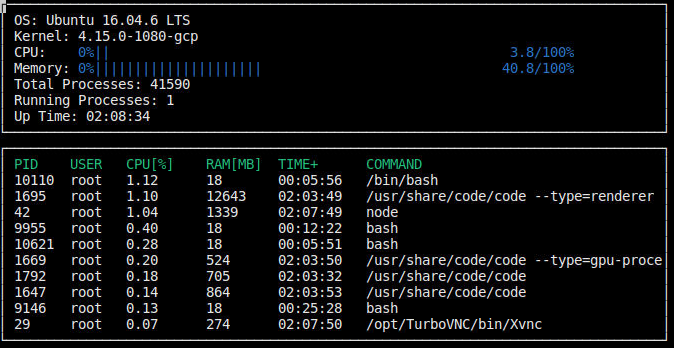 OS: Ubuntu 16.04.6 LTS
Kernel: 4.15.0-1080-gcp
CPU: 0%|| 3.8/100%
Memory: 0%||||||||||||||||||||| 40.8/100%
Total Processes: 41590
Running Processes: 1
Up Time: 02:08:34
PID USER CPU[%] RAM[MB] TIME+ COMMAND
10110 root 1.12 18 00:05:56 /bin/bash
1695 root 1.10 12643 02:03:49 /usr/share/code/code --type=renderer
42 root 1.04 1339 02:07:49 node
9955 root 0.40 18 00:12:22 bash
10621 root 0.28 18 00:05:51 bash
1669 root 0.20 524 02:03:50 /usr/share/code/code --type=gpu-proce
1792 root 0.18 705 02:03:32 /usr/share/code/code
1647 root 0.14 864 02:03:53 /usr/share/code/code
9146 root 0.13 18 00:25:28 bash
29 root 0.07 274 02:07:50 /opt/TurboVNC/bin/Xvnc